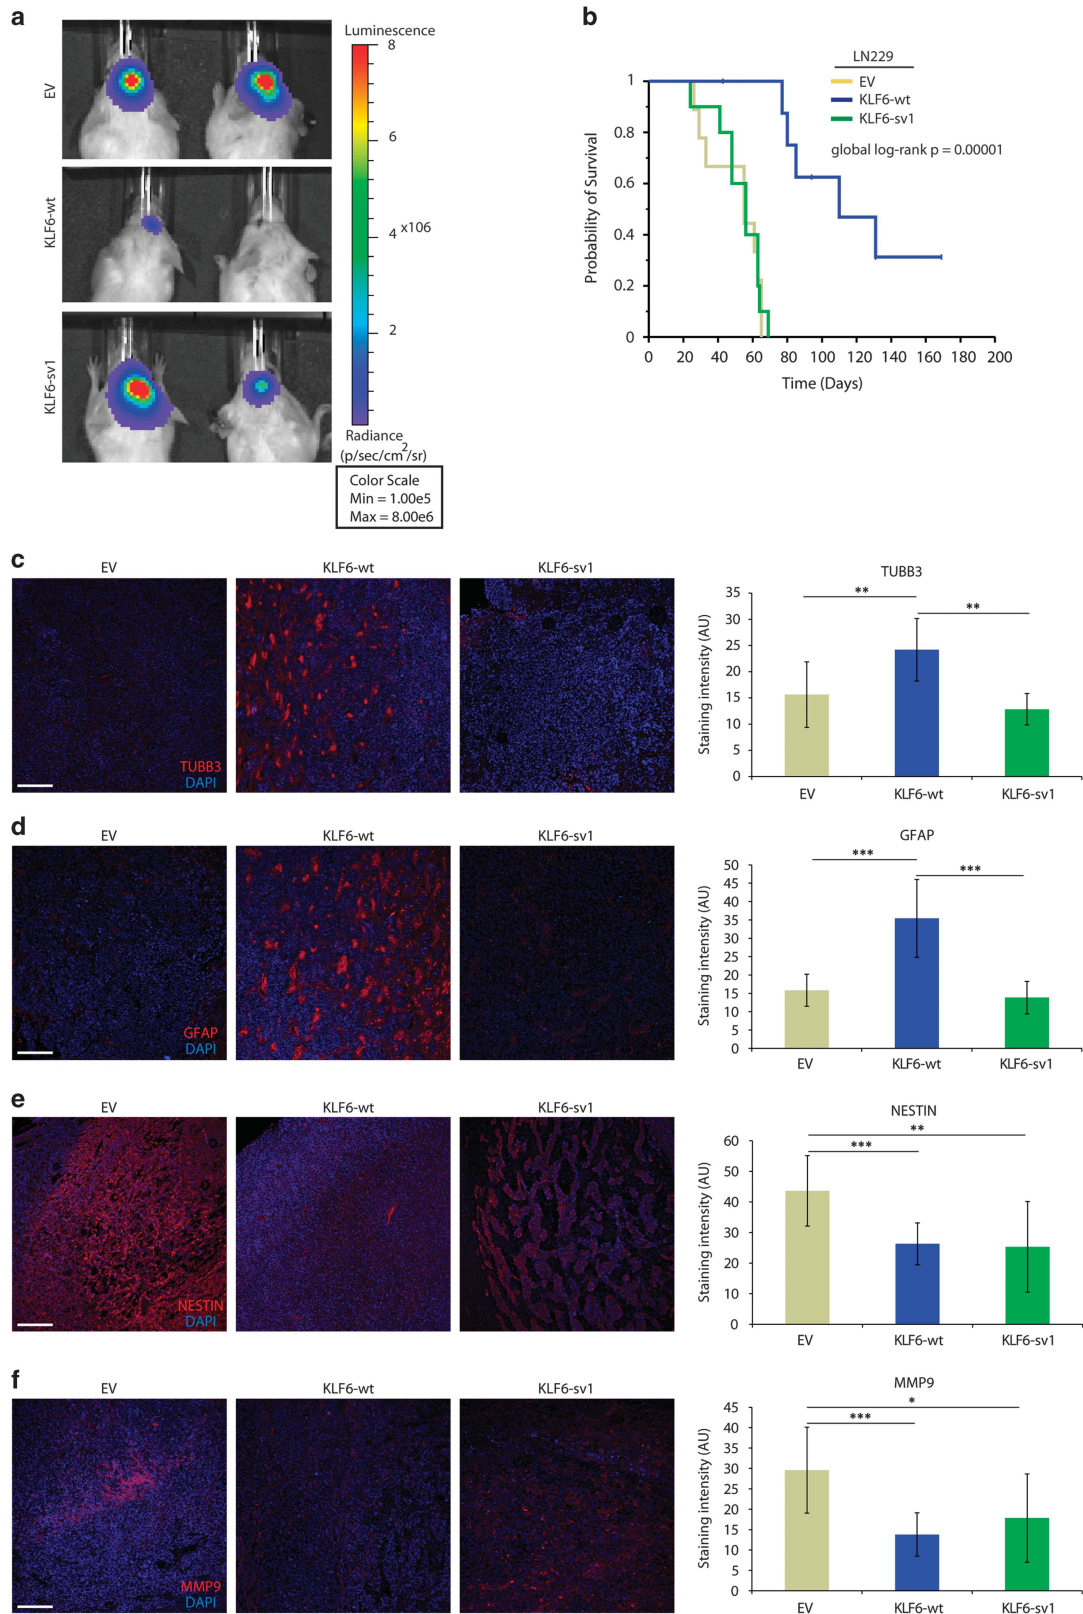 a
Luminescence
EV
KLF6-wt
KLF6-sv1
8
6
4 x106
2
Radiance
(p/sec/cm2/sr)
Color Scale
Min = 1.00e5
Max = 8.00e6
b
LN229
EV
KLF6-wt
KLF6-sv1
global log-rank p = 0.00001
Probability of Survival
1
0.8
0.6
0.4
0.2
0
0 20 40 60 80 100 120 140 160 180 200
Time (Days)
c
EV KLF6-wt KLF6-sv1
TUBB3
DAPI
TUBB3
Staining intensity (AU)
35
30
25
20
15
10
5
0
** **
EV KLF6-wt KLF6-sv1
d
EV KLF6-wt KLF6-sv1
GFAP
DAPI
GFAP
Staining intensity (AU)
50
45
40
35
30
25
20
15
10
5
0
*** ***
EV KLF6-wt KLF6-sv1
e
EV KLF6-wt KLF6-sv1
NESTIN
DAPI
NESTIN
Staining intensity (AU)
60
50
40
30
20
10
0
**
***
EV KLF6-wt KLF6-sv1
f
EV KLF6-wt KLF6-sv1
MMP9
DAPI
MMP9
Staining intensity (AU)
45
40
35
30
25
20
15
10
5
0
*
***
EV KLF6-wt KLF6-sv1